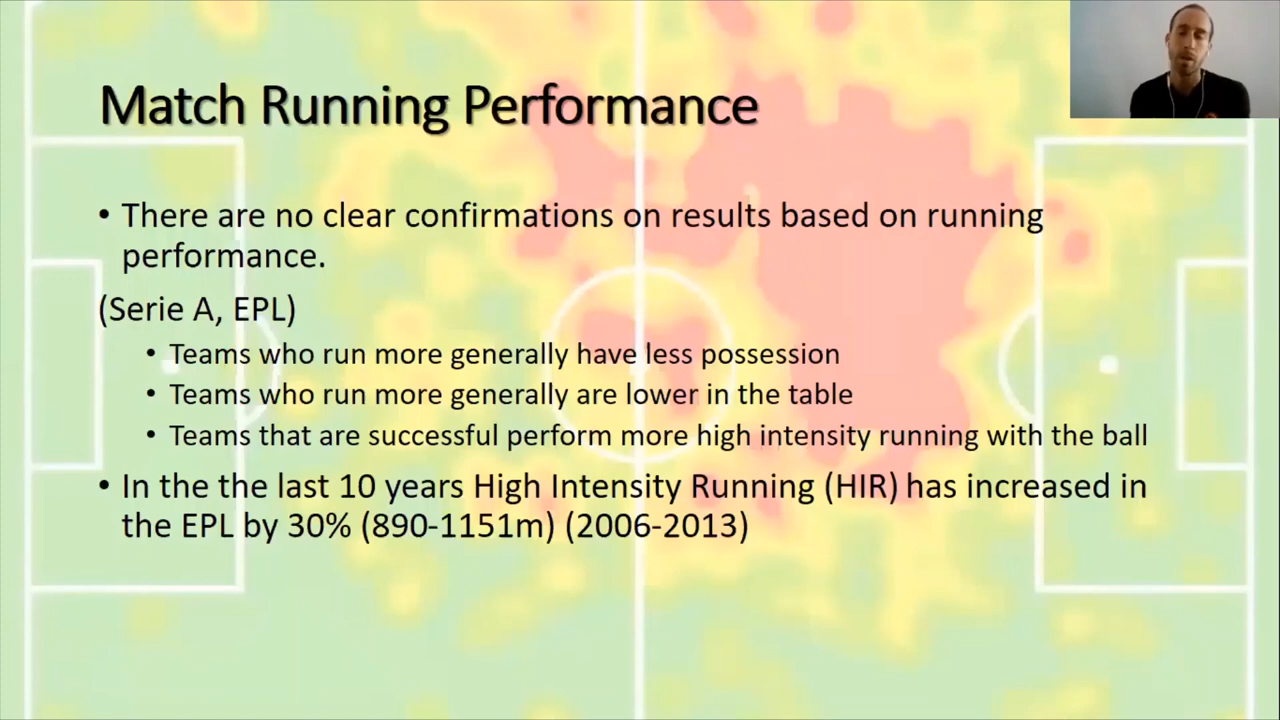 Match Running Performance
• There are no clear confirmations on results based on running
performance.
(Serie A, EPL)
• Teams who run more generally have less possession
• Teams who run more generally are lower in the table
• Teams that are successful perform more high intensity running with the ball
• In the the last 10 years High Intensity Running (HIR) has increased in
the EPL by 30% (890-1151m) (2006-2013)